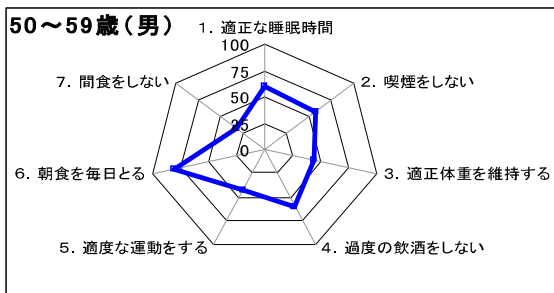 50～59歳(男)
1. 適正な睡眠時間
100
75
50
25
0
2. 喫煙をしない
3. 適正体重を維持する
4. 過度の飲酒をしない
5. 適度な運動をする
6. 朝食を毎日とる
7. 間食をしない